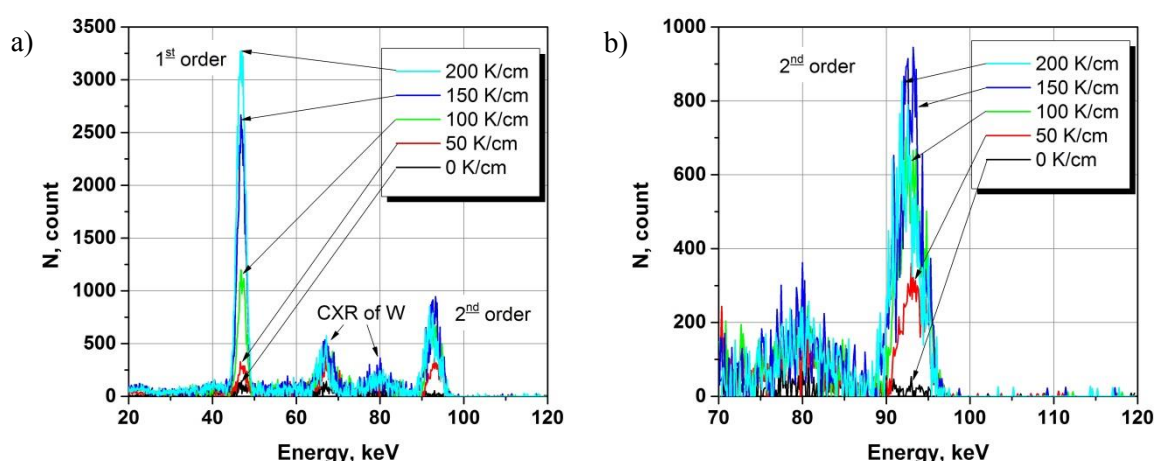 a)
N, count
3500
3000
2500
2000
1500
1000
500
0
1st order
200 K/cm
150 K/cm
100 K/cm
50 K/cm
0 K/cm
CXR of W
2nd order
20 40 60 80 100 120
Energy, keV
b)
N, count
1000
800
600
400
200
0
2nd order
200 K/cm
150 K/cm
100 K/cm
50 K/cm
0 K/cm
70 80 90 100 110 120
Energy, keV